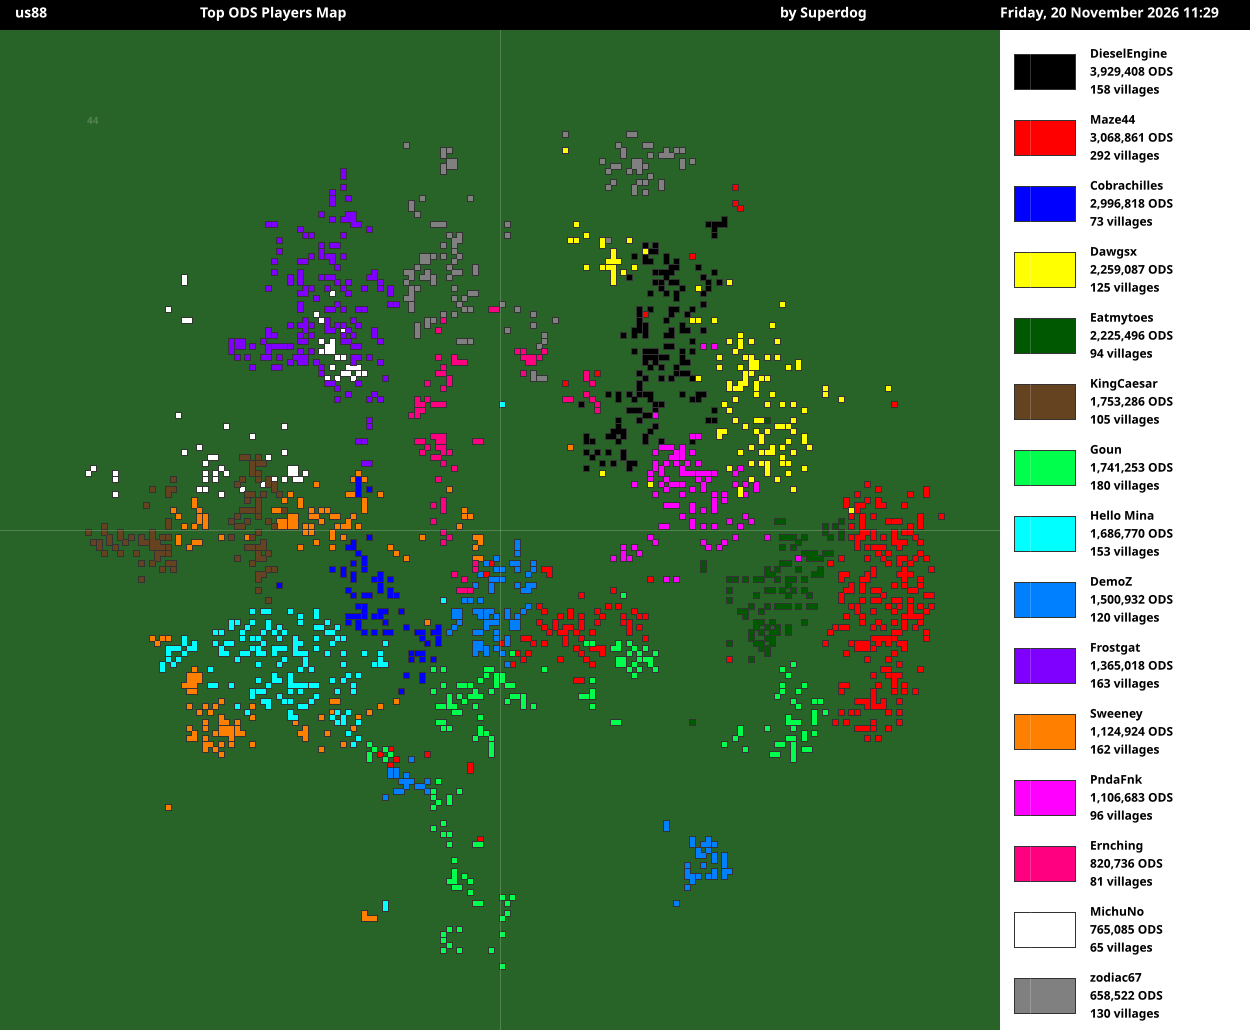 us88 Top ODS Players Map by Superdog Friday, 20 November 2026 11:29
44
DieselEngine
3,929,408 ODS
158 villages
Maze44
3,068,861 ODS
292 villages
Cobrachilles
2,996,818 ODS
73 villages
Dawgsx
2,259,087 ODS
125 villages
Eatmytoes
2,225,496 ODS
94 villages
KingCaesar
1,753,286 ODS
105 villages
Goun
1,741,253 ODS
180 villages
Hello Mina
1,686,770 ODS
153 villages
DemoZ
1,500,932 ODS
120 villages
Frostgat
1,365,018 ODS
163 villages
Sweeney
1,124,924 ODS
162 villages
PndaFnk
1,106,683 ODS
96 villages
Ernching
820,736 ODS
81 villages
MichuNo
765,085 ODS
65 villages
zodiac67
658,522 ODS
130 villages